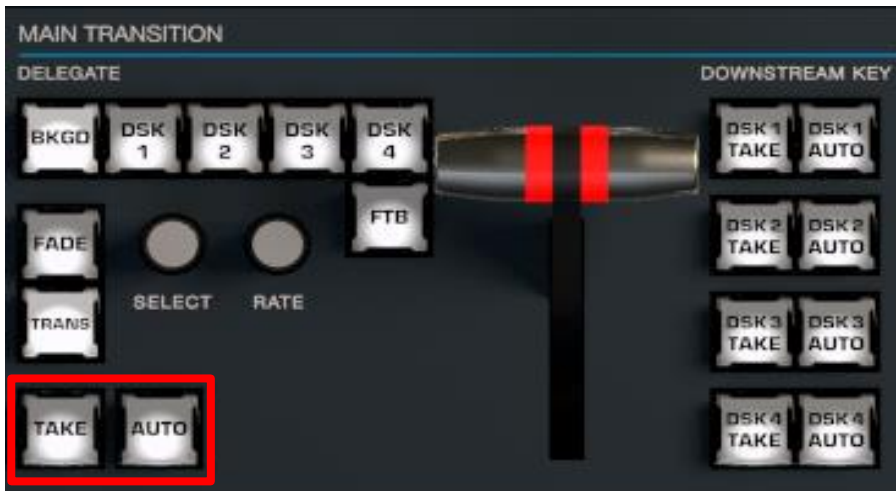 MAIN TRANSITION
DELEGATE
DOWNSTREAM KEY
BKGD
DSK
1
DSK
2
DSK
3
DSK
4
DSK 1
TAKE
DSK 1
AUTO
FTB
FADE
DSK 2
TAKE
DSK 2
AUTO
SELECT
RATE
TRANS
DSK 3
TAKE
DSK 3
AUTO
TAKE
AUTO
DSK 4
TAKE
DSK 4
AUTO